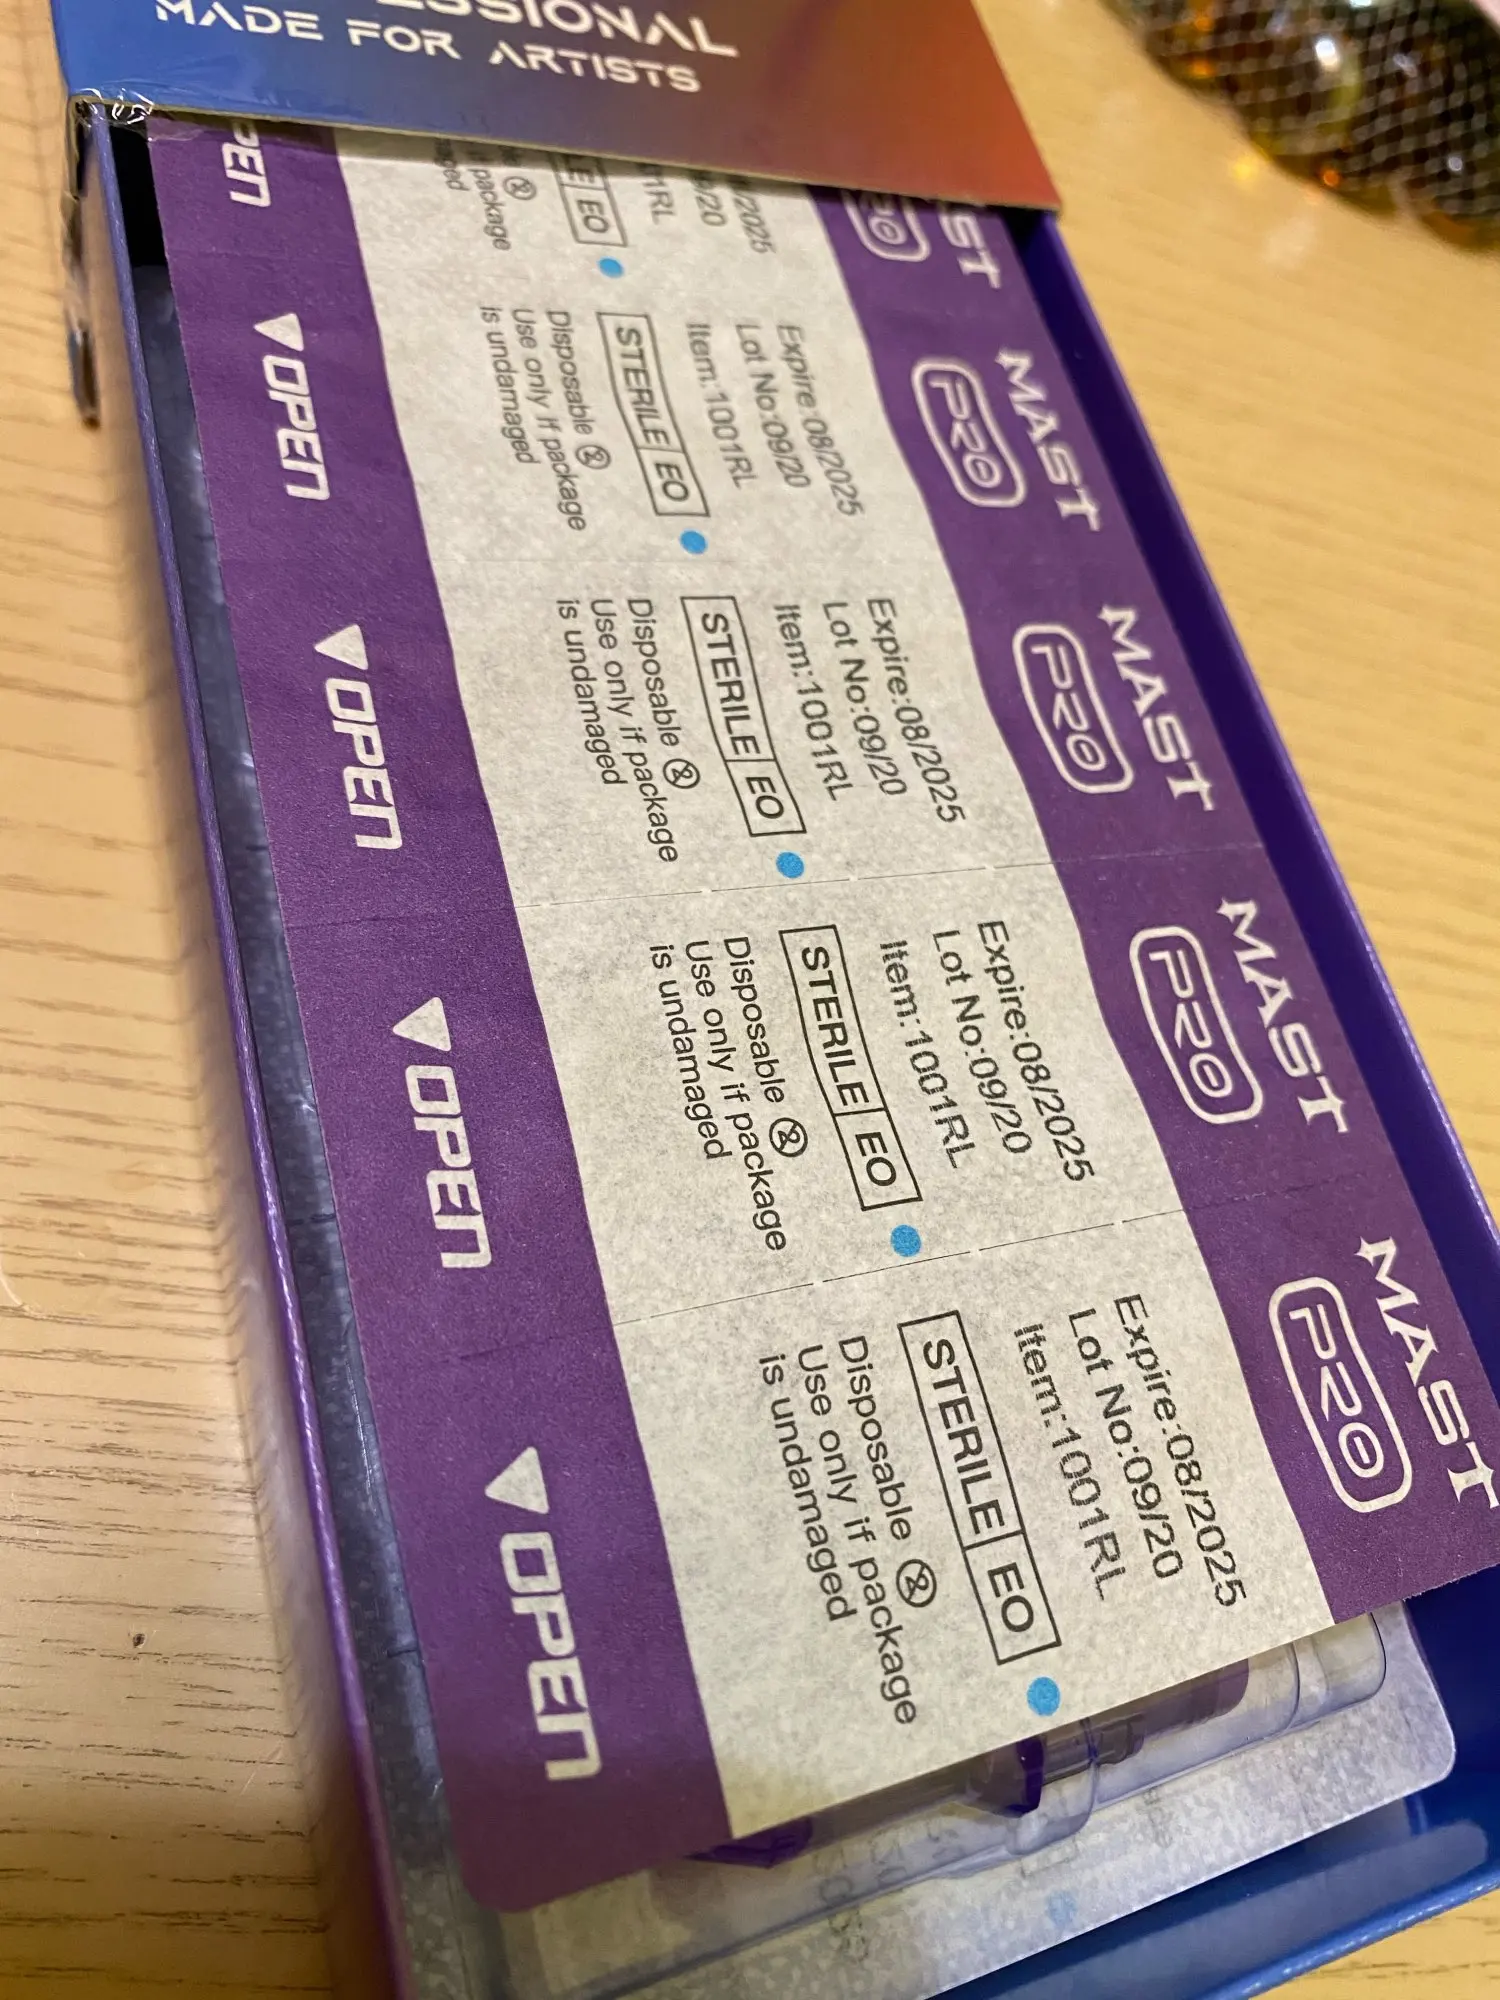 MADE FOR ARTISTS
MAST
PRO
Expire:08/2025
Lot No:09/20
Item:1001RL
STERILE EO
Disposable
Use only if package
is undamaged
OPEN
MAST
PRO
Expire:08/2025
Lot No:09/20
Item:1001RL
STERILE EO
Disposable
Use only if package
is undamaged
OPEN
MAST
PRO
Expire:08/2025
Lot No:09/20
Item:1001RL
STERILE EO
Disposable
Use only if package
is undamaged
OPEN
MAST
PRO
Expire:08/2025
Lot No:09/20
Item:1001RL
STERILE EO
Disposable
Use only if package
is undamaged
OPEN